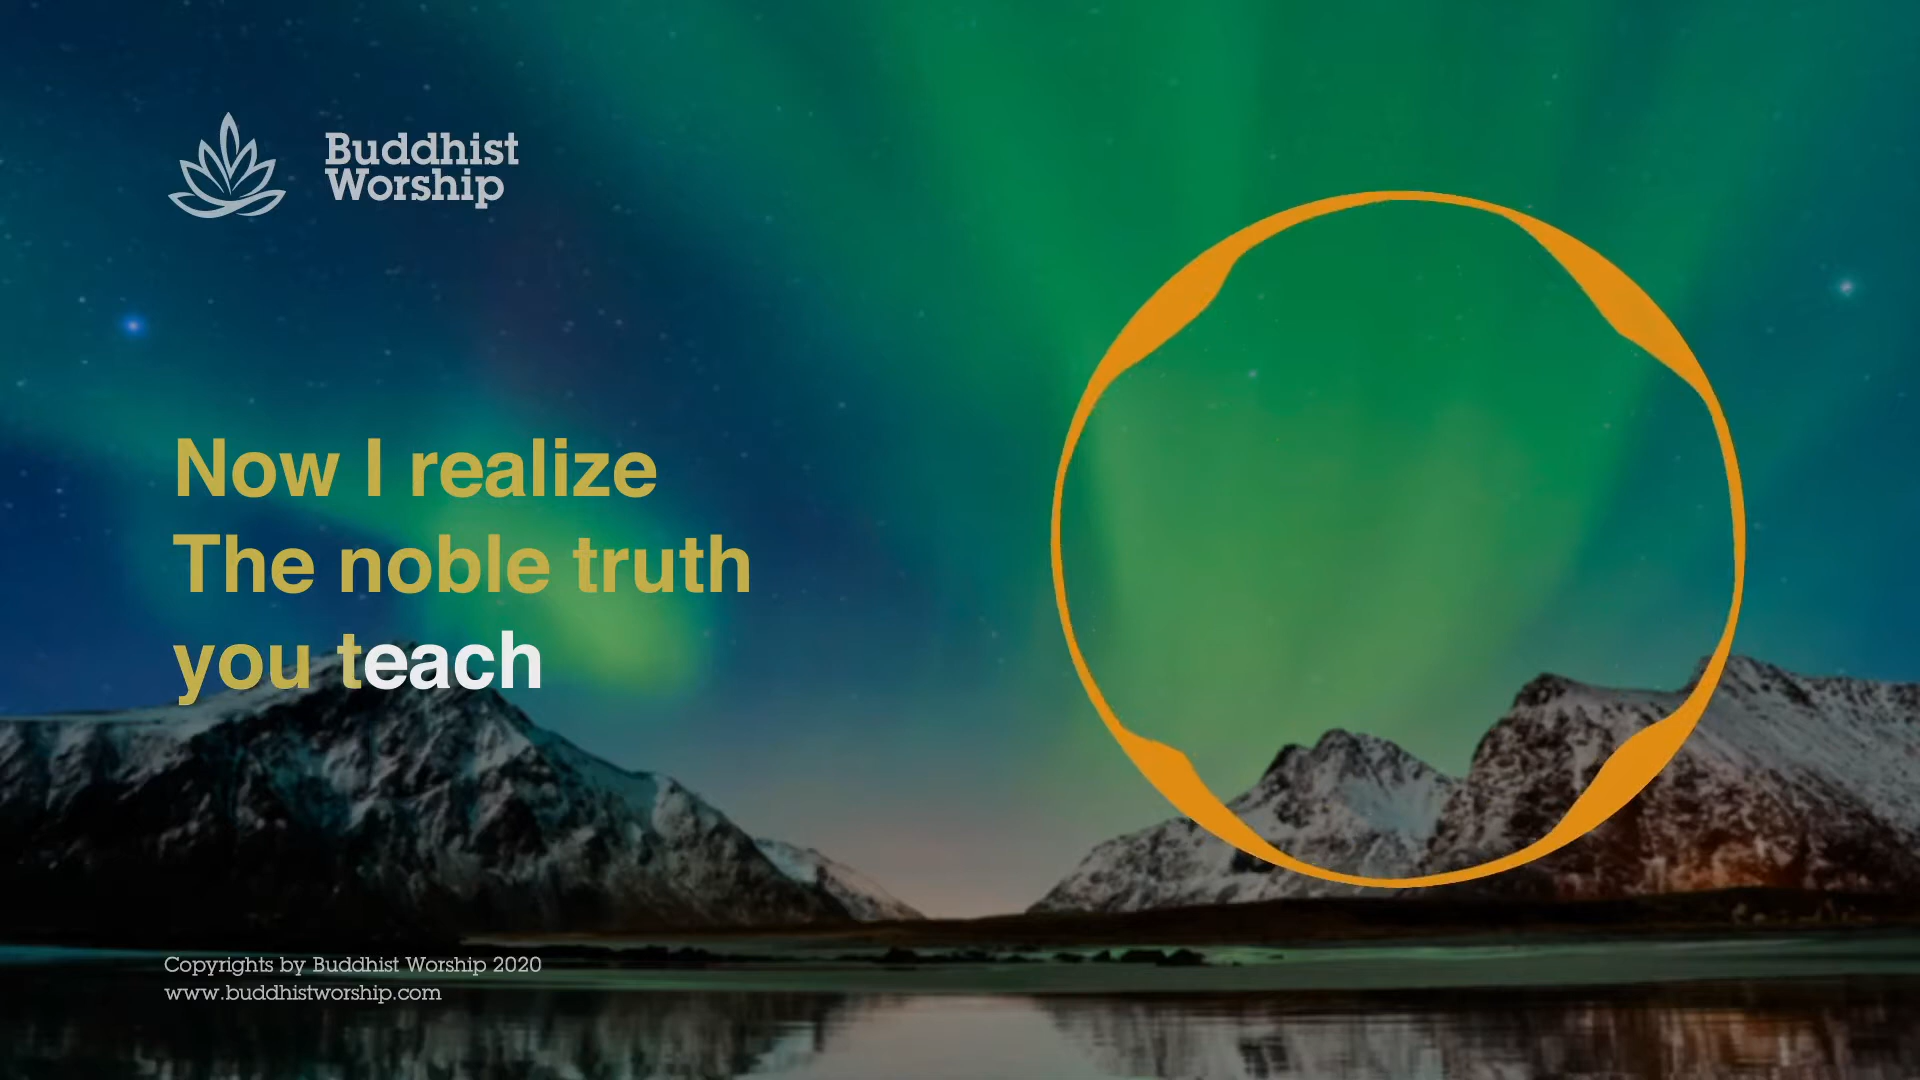 Buddhist
Worship
Now I realize
The noble truth
you teach
Copyrights by Buddhist Worship 2020
www.buddhistworship.com